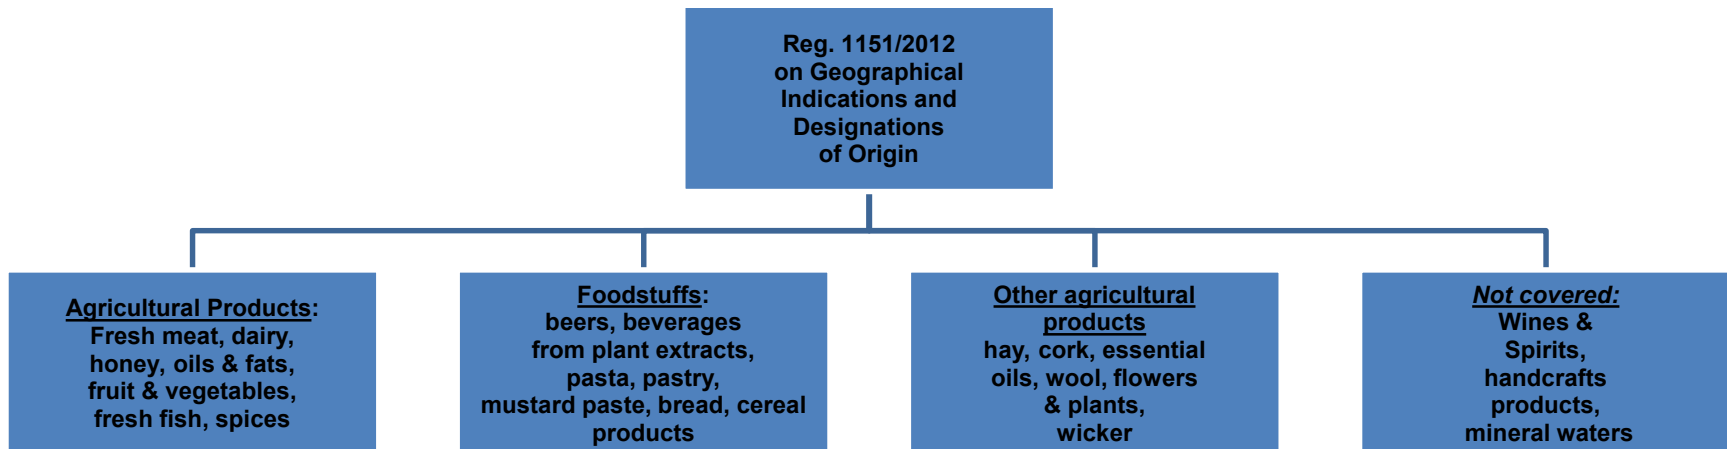 Reg. 1151/2012
on Geographical
Indications and
Designations
of Origin
Agricultural Products:
Fresh meat, dairy,
honey, oils & fats,
fruit & vegetables,
fresh fish, spices
Foodstuffs:
beers, beverages
from plant extracts,
pasta, pastry,
mustard paste, bread, cereal
products
Other agricultural
products
hay, cork, essential
oils, wool, flowers
& plants,
wicker
Not covered:
Wines &
Spirits,
handcrafts
products,
mineral waters